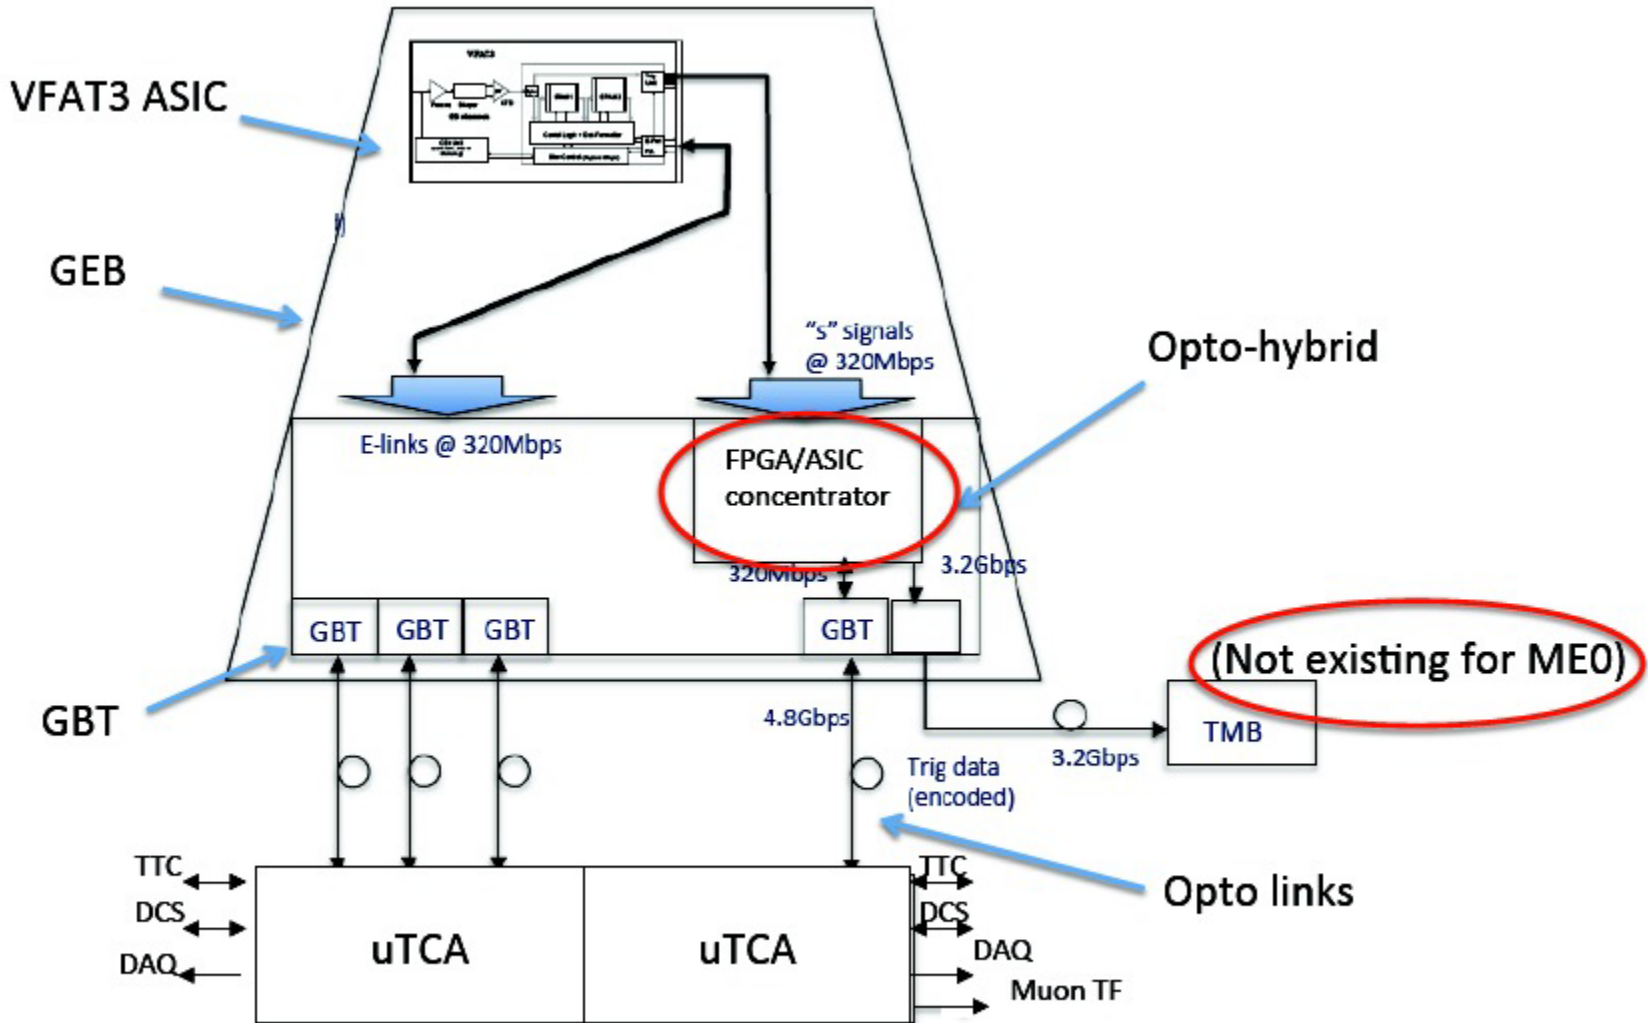 VFAT3
VFAT3 ASIC
GEB
"s" signals
@ 320Mbps
Opto-hybrid
E-links @ 320Mbps
FPGA/ASIC
concentrator
320Mbps
3.2Gbps
GBT
GBT
GBT
GBT
(Not existing for ME0)
GBT
4.8Gbps
TMB
3.2Gbps
Trig data
(encoded)
TTC
TTC
Opto links
DCS
DCS
uTCA
uTCA
DAQ
DAQ
Muon TF